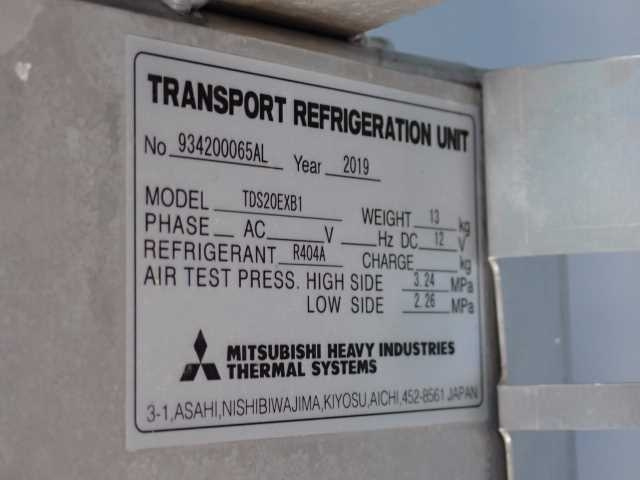 TRANSPORT REFRIGERATION UNIT
No 934200065AL Year 2019
MODEL TDS20EXB1 WEIGHT 13 kg
PHASE AC V Hz DC 12 V
REFRIGERANT R404A CHARGE kg
AIR TEST PRESS. HIGH SIDE 3.24 MPa
LOW SIDE 2.26 MPa
MITSUBISHI HEAVY INDUSTRIES
THERMAL SYSTEMS
3-1,ASAHI,NISHIBIWAJIMA,KIYOSU,AICHI,452-8561 JAPAN